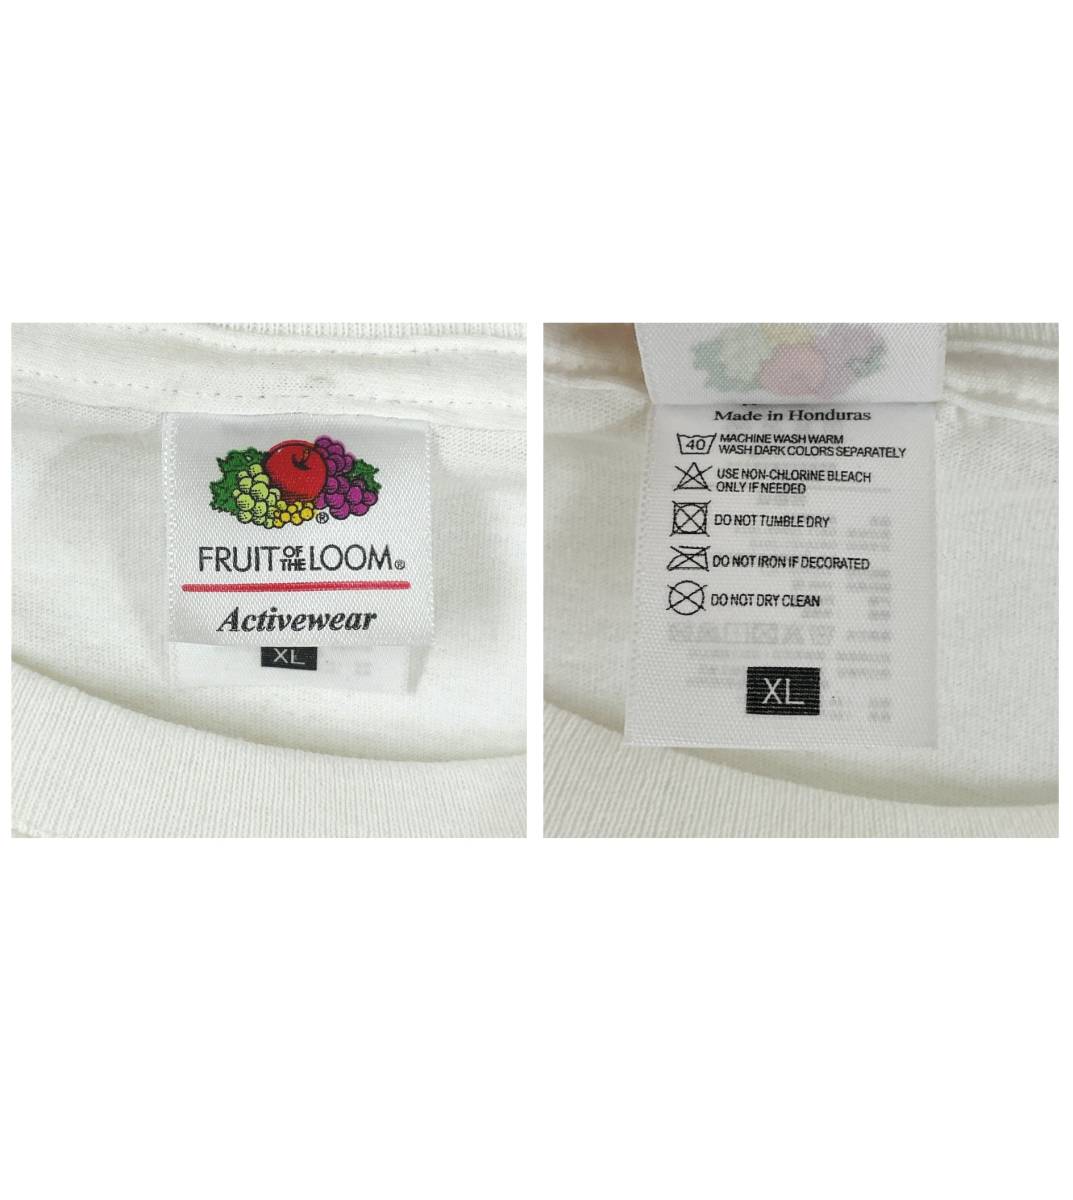 FRUIT OF THE LOOM®
Activewear
XL
Made in Honduras
40 MACHINE WASH WARM
WASH DARK COLORS SEPARATELY
USE NON-CHLORINE BLEACH
ONLY IF NEEDED
DO NOT TUMBLE DRY
DO NOT IRON IF DECORATED
DO NOT DRY CLEAN
XL